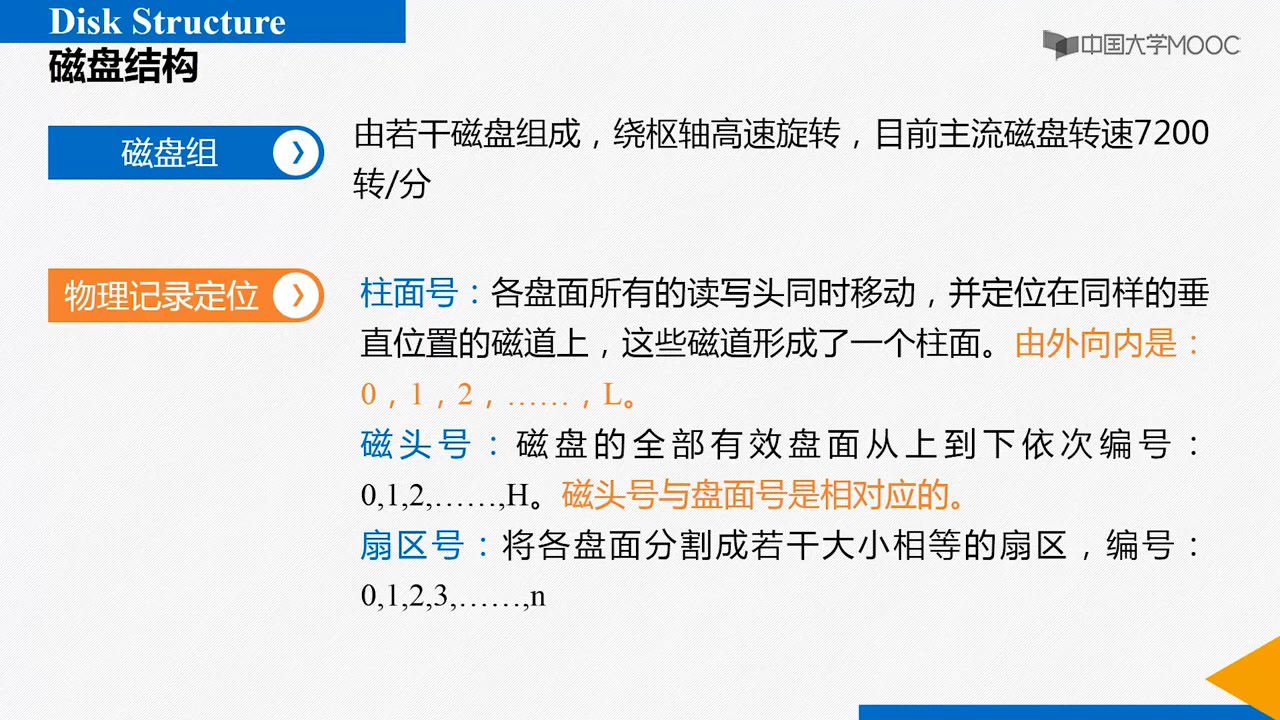 Disk Structure
磁盘结构
中国大学MOOC
磁盘组
由若干磁盘组成，绕枢轴高速旋转，目前主流磁盘转速7200
转/分
物理记录定位
柱面号：各盘面所有的读写头同时移动，并定位在同样的垂
直位置的磁道上，这些磁道形成了一个柱面。由外向内是：
0，1，2，……，L。
磁头号：磁盘的全部有效盘面从上到下依次编号：
0,1,2,……,H。磁头号与盘面号是相对应的。
扇区号：将各盘面分割成若干大小相等的扇区，编号：
0,1,2,3,……,n